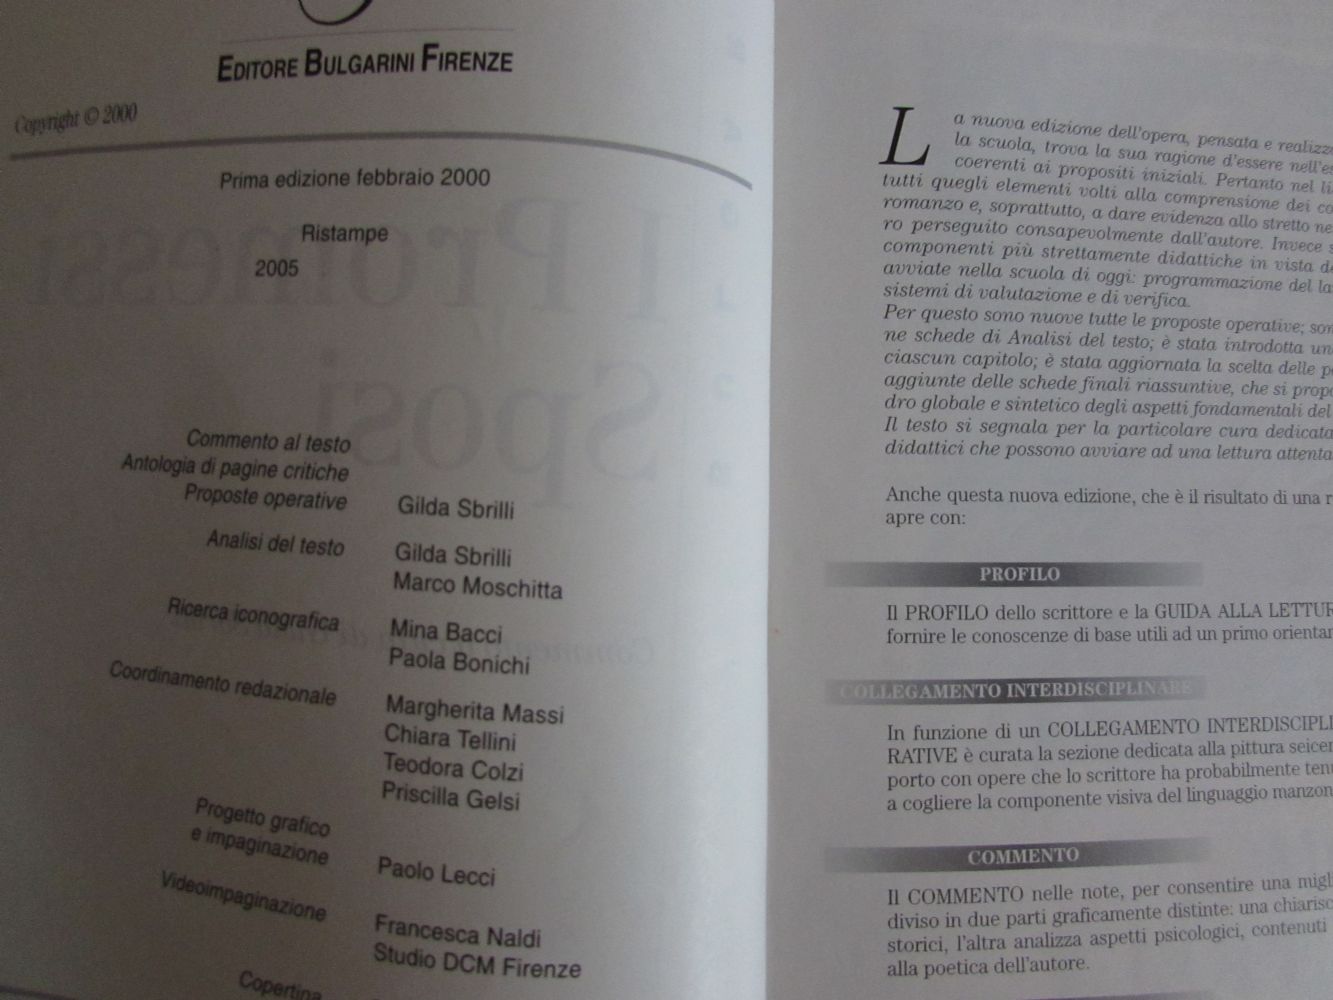 EDITORE BULGARINI FIRENZE
Copyright © 2000
Prima edizione febbraio 2000
Ristampe
2005
Commento al testo
Antologia di pagine critiche
Proposte operative Gilda Sbrilli
Analisi del testo Gilda Sbrilli
Marco Moschitta
Ricerca iconografica Mina Bacci
Paola Bonichi
Coordinamento redazionale Margherita Massi
Chiara Tellini
Teodora Colzi
Priscilla Gelsi
Progetto grafico
e impaginazione Paolo Lecci
Videoimpaginazione Francesca Naldi
Studio DCM Firenze
Copertina
La nuova edizione dell'opera, pensata e realizz
la scuola, trova la sua ragione d'essere nell'es
coerenti ai propositi iniziali. Pertanto nel li
tutti quegli elementi volti alla comprensione dei co
romanzo e, soprattutto, a dare evidenza allo stretto ne
ro perseguito consapevolmente dall'autore. Invece
componenti più strettamente didattiche in vista de
avviate nella scuola di oggi: programmazione del la
sistemi di valutazione e di verifica.
Per questo sono nuove tutte le proposte operative; son
ne schede di Analisi del testo; è stata introdotta un
ciascun capitolo; è stata aggiornata la scelta delle p
aggiunte delle schede finali riassuntive, che si prop
dro globale e sintetico degli aspetti fondamentali del
Il testo si segnala per la particolare cura dedicata
didattici che possono avviare ad una lettura attenta
Anche questa nuova edizione, che è il risultato di una r
apre con:
PROFILO
Il PROFILO dello scrittore e la GUIDA ALLA LETTUR
fornire le conoscenze di base utili ad un primo orienta
COLLEGAMENTO INTERDISCIPLINARE
In funzione di un COLLEGAMENTO INTERDISCIPLI
RATIVE è curata la sezione dedicata alla pittura seicen
porto con opere che lo scrittore ha probabilmente ten
a cogliere la componente visiva del linguaggio manzon
COMMENTO
Il COMMENTO nelle note, per consentire una migli
diviso in due parti graficamente distinte: una chiarisc
storici, l'altra analizza aspetti psicologici, contenuti
alla poetica dell'autore.